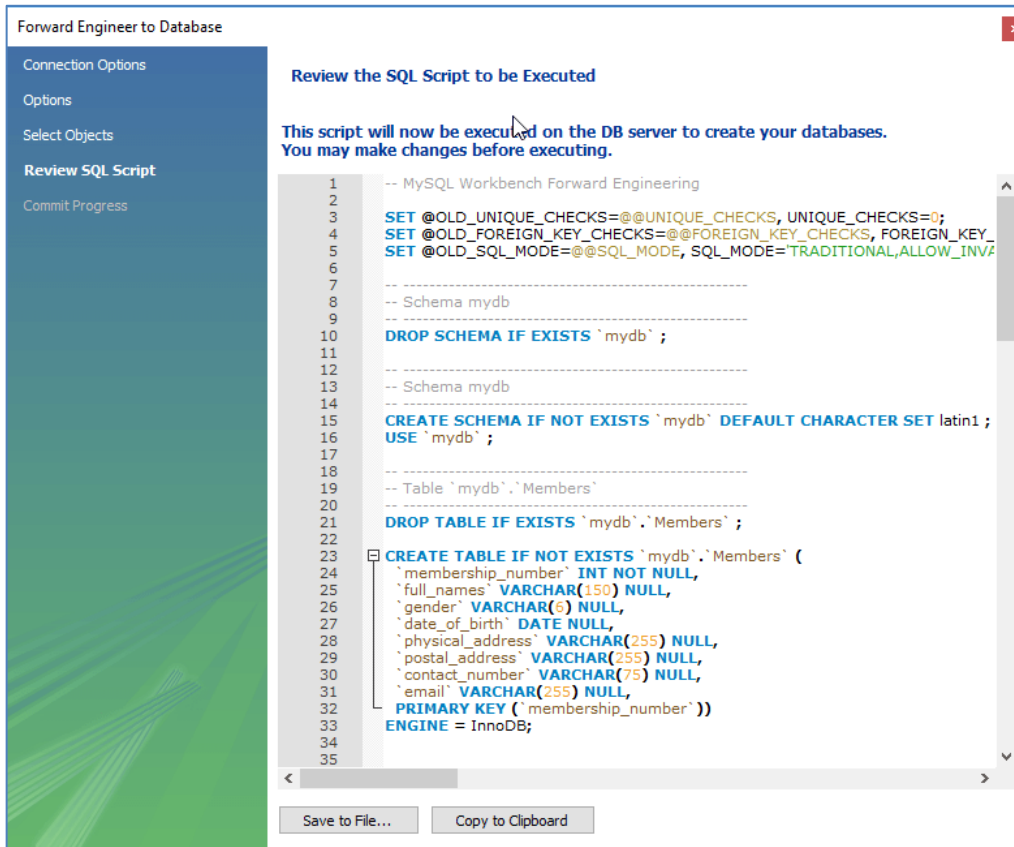 Forward Engineer to Database
Connection Options
Options
Select Objects
Review SQL Script
Commit Progress
Review the SQL Script to be Executed
This script will now be executed on the DB server to create your databases.
You may make changes before executing.
1 -- MySQL Workbench Forward Engineering
2
3 SET @OLD_UNIQUE_CHECKS=@@UNIQUE_CHECKS, UNIQUE_CHECKS=0;
4 SET @OLD_FOREIGN_KEY_CHECKS=@@FOREIGN_KEY_CHECKS, FOREIGN_KEY_
5 SET @OLD_SQL_MODE=@@SQL_MODE, SQL_MODE='TRADITIONAL,ALLOW_INVA
6
7 -- -----------------------------------------------------
8 -- Schema mydb
9 -- -----------------------------------------------------
10 DROP SCHEMA IF EXISTS `mydb` ;
11
12 -- -----------------------------------------------------
13 -- Schema mydb
14 -- -----------------------------------------------------
15 CREATE SCHEMA IF NOT EXISTS `mydb` DEFAULT CHARACTER SET latin1 ;
16 USE `mydb` ;
17
18 -- -----------------------------------------------------
19 -- Table `mydb`.`Members`
20 -- -----------------------------------------------------
21 DROP TABLE IF EXISTS `mydb`.`Members` ;
22
23 CREATE TABLE IF NOT EXISTS `mydb`.`Members` (
24 `membership_number` INT NOT NULL,
25 `full_names` VARCHAR(150) NULL,
26 `gender` VARCHAR(6) NULL,
27 `date_of_birth` DATE NULL,
28 `physical_address` VARCHAR(255) NULL,
29 `postal_address` VARCHAR(255) NULL,
30 `contact_number` VARCHAR(75) NULL,
31 `email` VARCHAR(255) NULL,
32 PRIMARY KEY (`membership_number`))
33 ENGINE = InnoDB;
34
35
Save to File... Copy to Clipboard